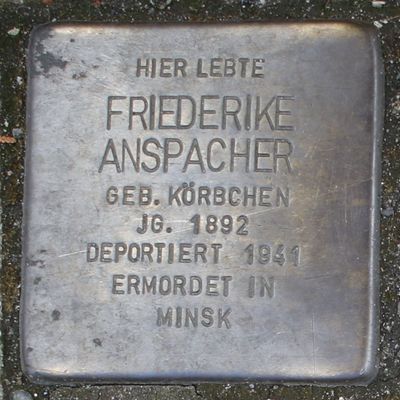 HIER LEBTE
FRIEDERIKE
ANSPACHER
GEB. KÖRBCHEN
JG. 1892
DEPORTIERT 1941
ERMORDET IN
MINSK